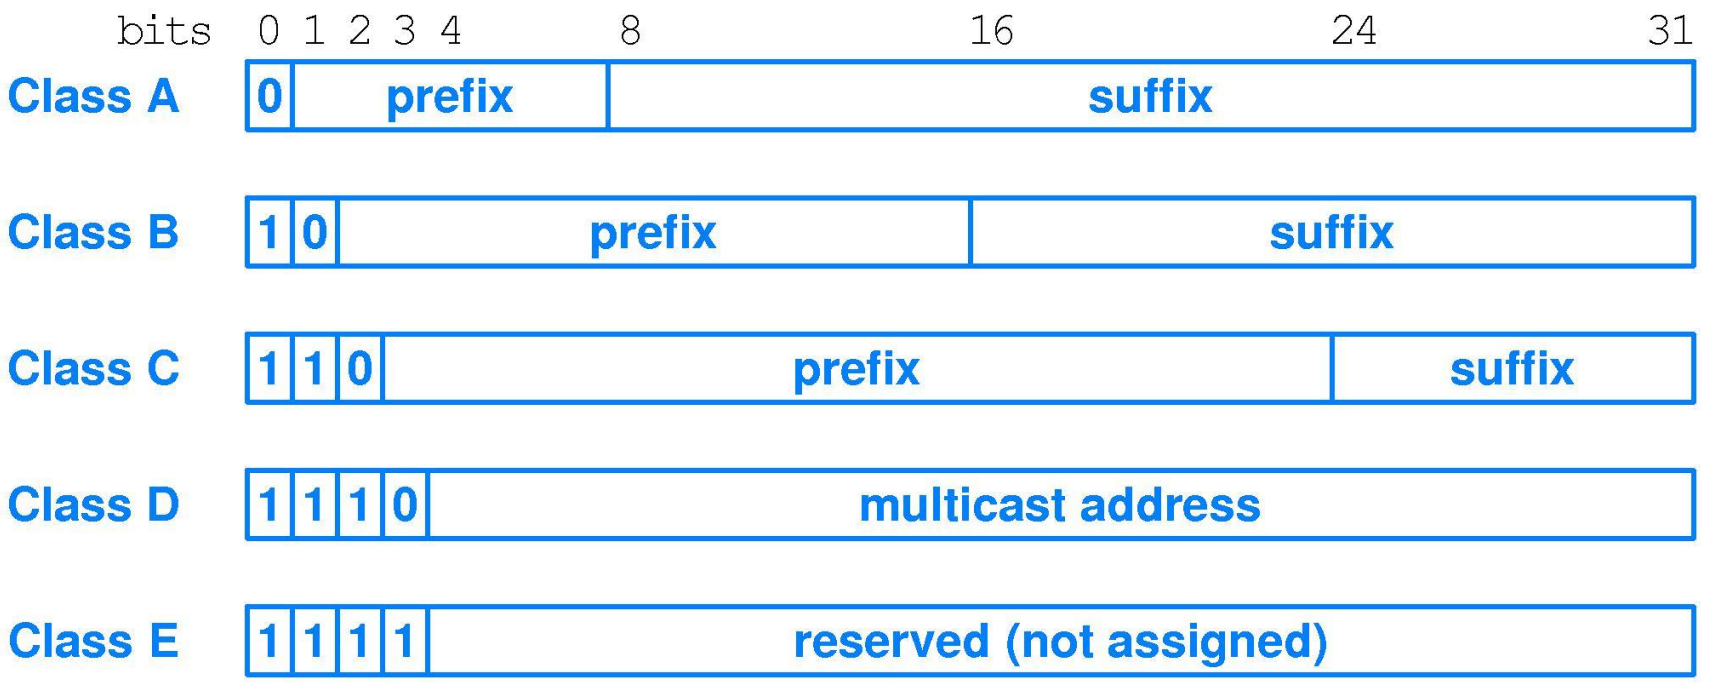 bits 0 1 2 3 4 8 16 24 31
Class A 0 prefix suffix
Class B 1 0 prefix suffix
Class C 1 1 0 prefix suffix
Class D 1 1 1 0 multicast address
Class E 1 1 1 1 reserved (not assigned)